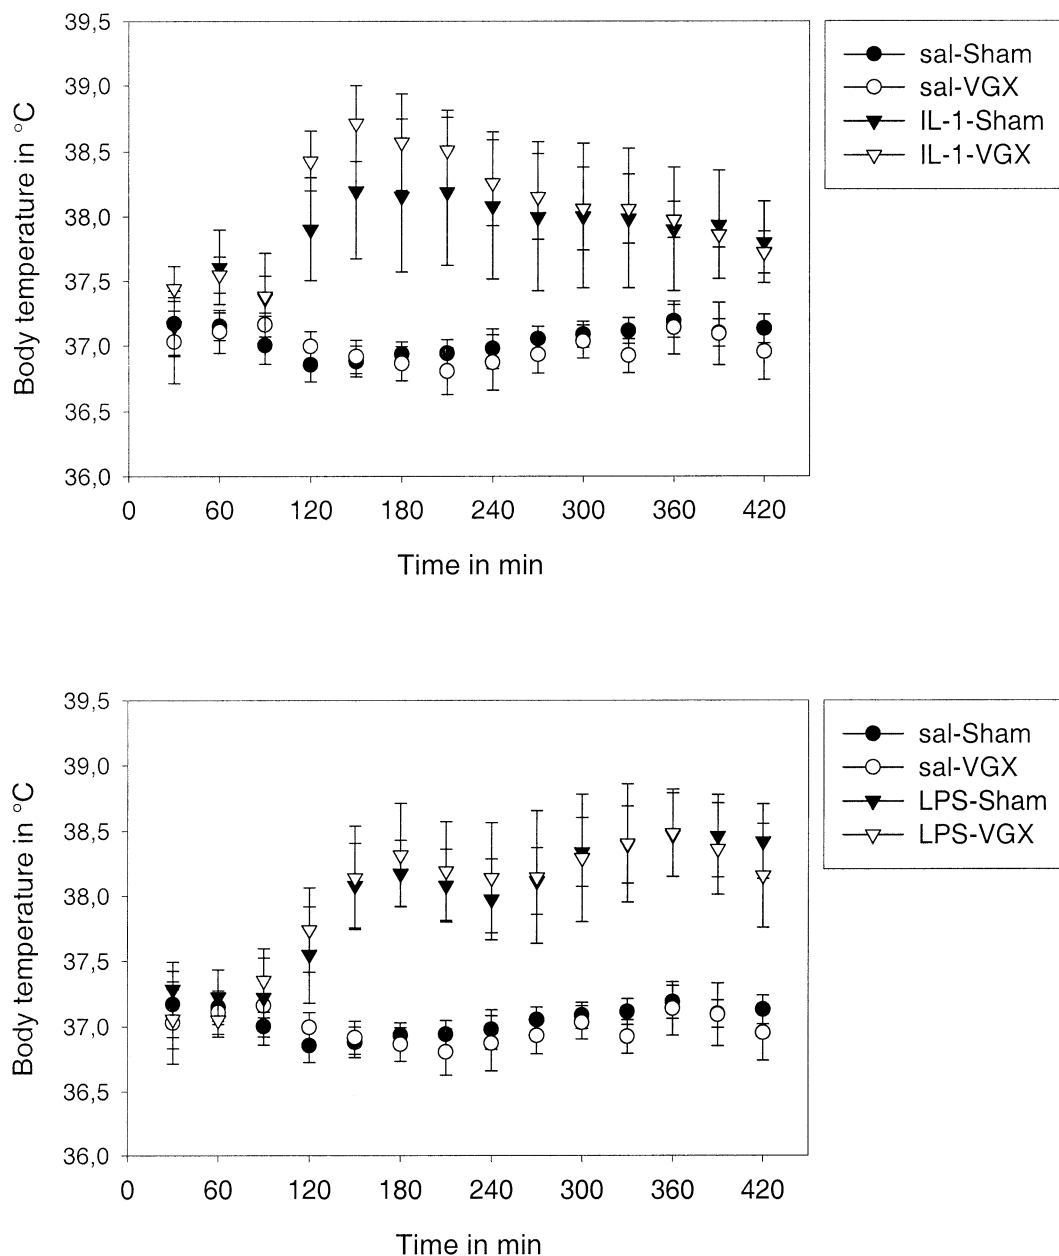 39,5
39,0
38,5
38,0
37,5
37,0
36,5
36,0
Body temperature in °C
0 60 120 180 240 300 360 420
Time in min
sal-Sham
sal-VGX
IL-1-Sham
IL-1-VGX
39,5
39,0
38,5
38,0
37,5
37,0
36,5
36,0
Body temperature in °C
0 60 120 180 240 300 360 420
Time in min
sal-Sham
sal-VGX
LPS-Sham
LPS-VGX